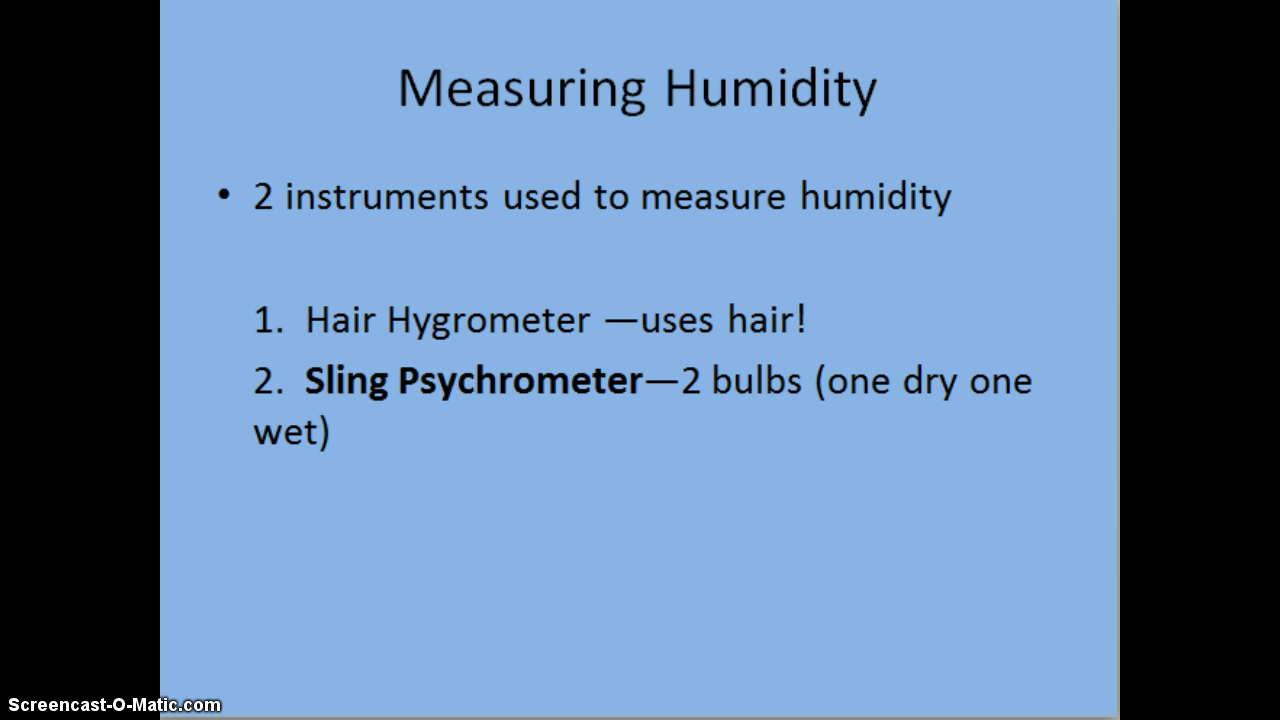 Measuring Humidity
• 2 instruments used to measure humidity
1. Hair Hygrometer —uses hair!
2. Sling Psychrometer—2 bulbs (one dry one
wet)
Screencast-O-Matic.com